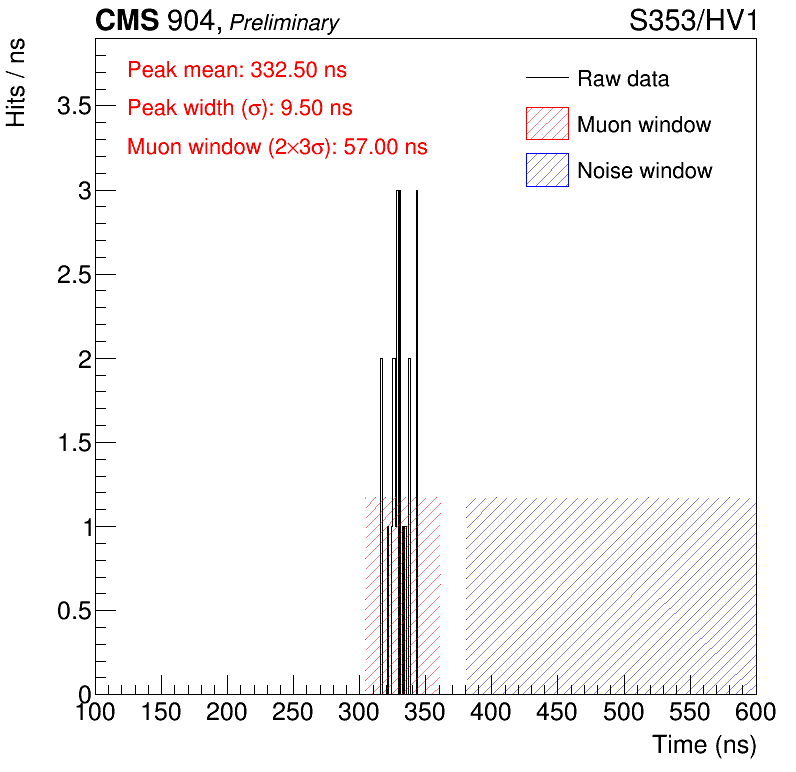 CMS 904, Preliminary S353/HV1
Hits / ns
Peak mean: 332.50 ns
Peak width (σ): 9.50 ns
Muon window (2×3σ): 57.00 ns
Raw data
Muon window
Noise window
3.5
3
2.5
2
1.5
1
0.5
0
100 150 200 250 300 350 400 450 500 550 600
Time (ns)